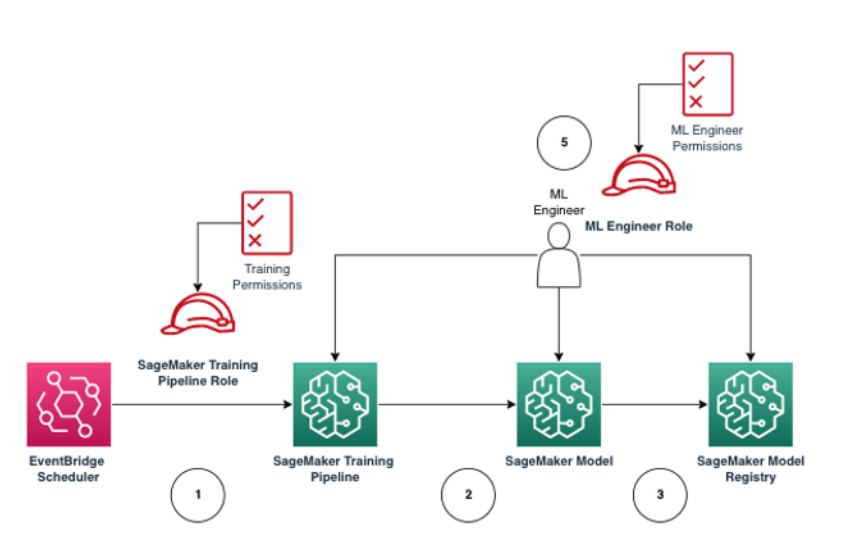 5
ML Engineer
Permissions
ML
Engineer
ML Engineer Role
Training
Permissions
SageMaker Training
Pipeline Role
EventBridge
Scheduler
SageMaker Training
Pipeline
SageMaker Model
SageMaker Model
Registry
1
2
3